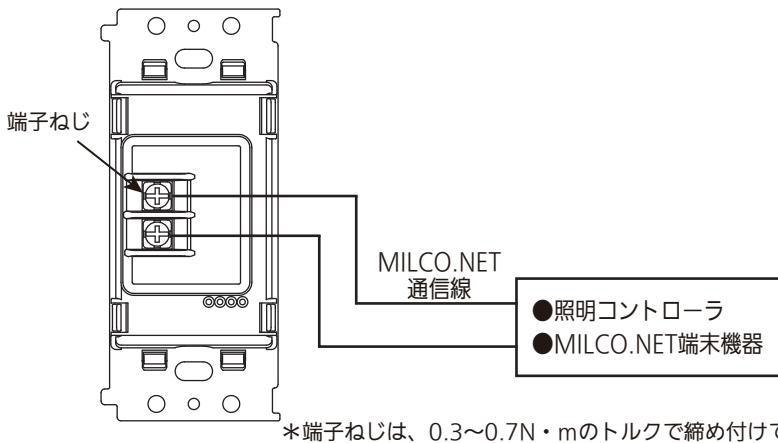 端子ねじ
MILCO.NET
通信線
●照明コントローラ
●MILCO.NET端末機器
＊端子ねじは、0.3～0.7N・mのトルクで締め付けて